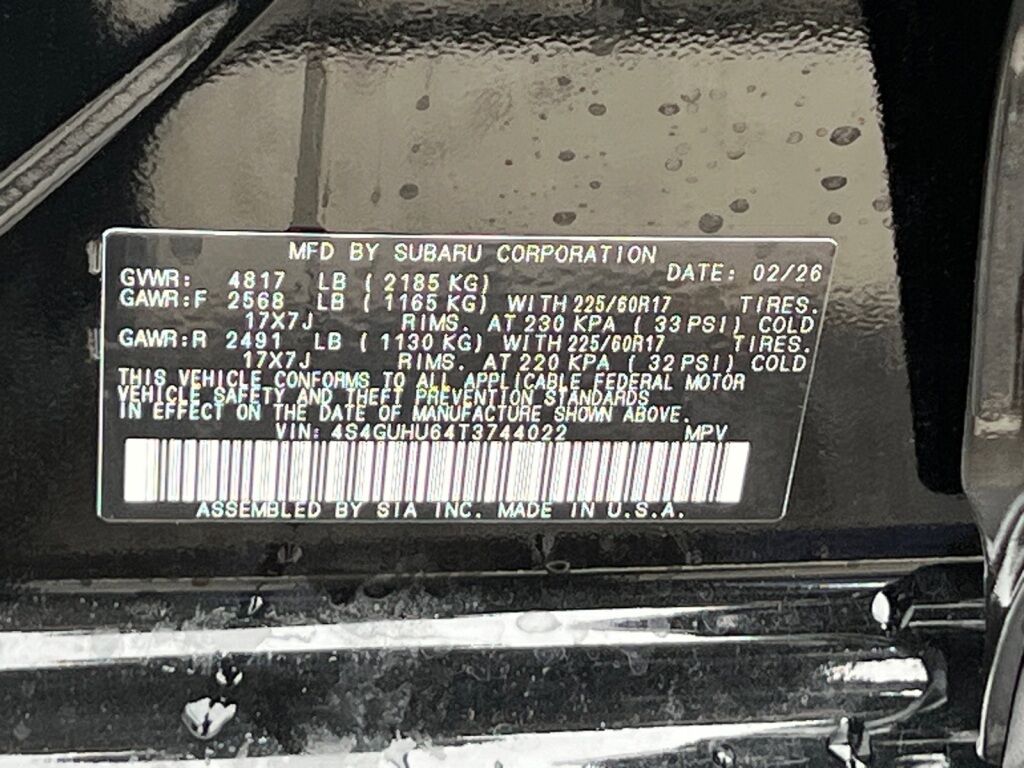 MFD BY SUBARU CORPORATION
DATE: 02/26
GVWR: 4817 LB ( 2185 KG)
GAWR:F 2568 LB ( 1165 KG) WITH 225/60R17 TIRES.
17X7J RIMS. AT 230 KPA ( 33 PSI) COLD
GAWR:R 2491 LB ( 1130 KG) WITH 225/60R17 TIRES.
17X7J RIMS. AT 220 KPA ( 32 PSI) COLD
THIS VEHICLE CONFORMS TO ALL APPLICABLE FEDERAL MOTOR
VEHICLE SAFETY AND THEFT PREVENTION STANDARDS
IN EFFECT ON THE DATE OF MANUFACTURE SHOWN ABOVE.
VIN: 4S4GUHU64T3744022 MPV
ASSEMBLED BY SIA INC. MADE IN U.S.A.